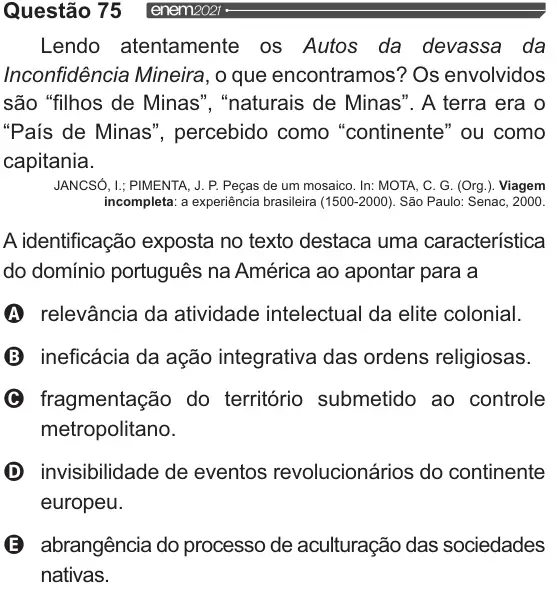 Questão 75 enem2021
Lendo atentamente os Autos da devassa da
Inconfidência Mineira, o que encontramos? Os envolvidos
são “filhos de Minas”, “naturais de Minas”. A terra era o
“País de Minas”, percebido como “continente” ou como
capitania.
JANCSÓ, I.; PIMENTA, J. P. Peças de um mosaico. In: MOTA, C. G. (Org.). Viagem
incompleta: a experiência brasileira (1500-2000). São Paulo: Senac, 2000.
A identificação exposta no texto destaca uma característica
do domínio português na América ao apontar para a
A relevância da atividade intelectual da elite colonial.
B ineficácia da ação integrativa das ordens religiosas.
C fragmentação do território submetido ao controle
metropolitano.
D invisibilidade de eventos revolucionários do continente
europeu.
E abrangência do processo de aculturação das sociedades
nativas.